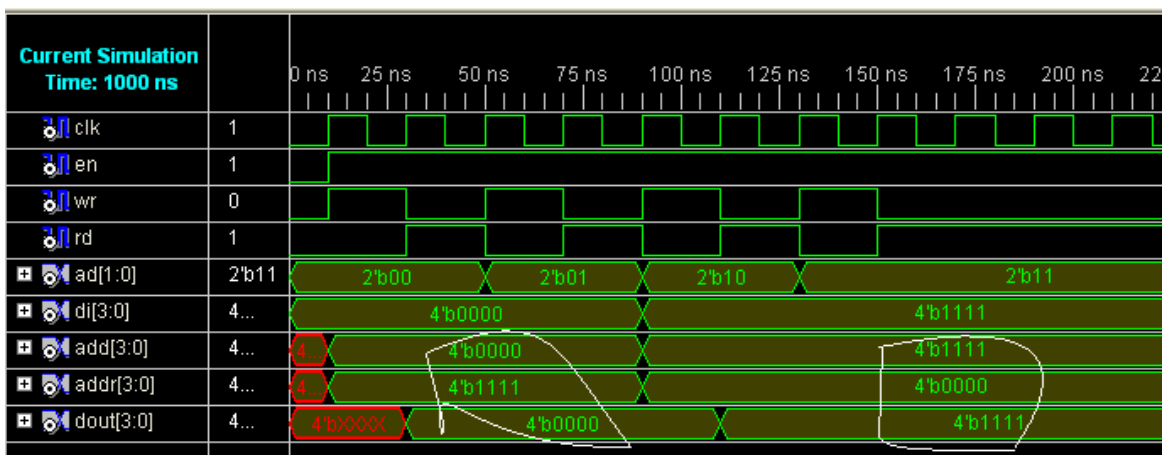 Current Simulation
Time: 1000 ns
0 ns 25 ns 50 ns 75 ns 100 ns 125 ns 150 ns 175 ns 200 ns 22
clk 1
en 1
wr 0
rd 1
ad[1:0] 2'b11 2'b00 2'b01 2'b10 2'b11
di[3:0] 4... 4'b0000 4'b1111
add[3:0] 4... 4... 4'b0000 4'b1111
addr[3:0] 4... 4... 4'b1111 4'b0000
dout[3:0] 4... 4'bXXXX 4'b0000 4'b1111